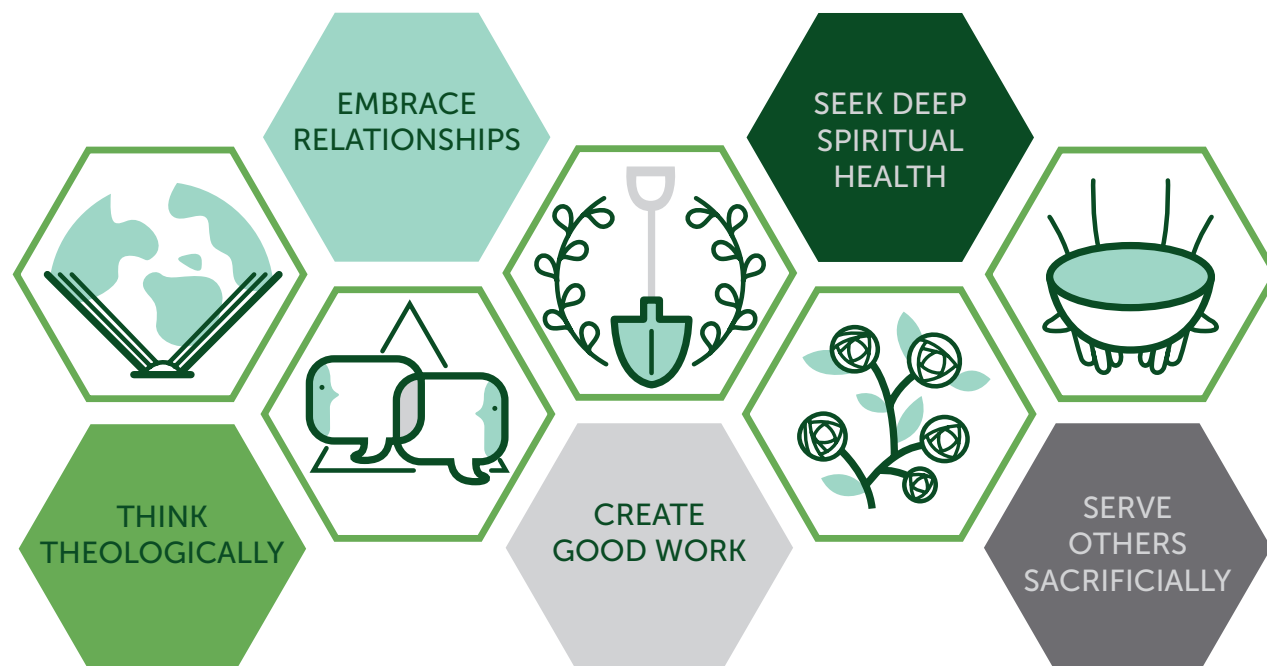 EMBRACE
RELATIONSHIPS
SEEK DEEP
SPIRITUAL
HEALTH
THINK
THEOLOGICALLY
CREATE
GOOD WORK
SERVE
OTHERS
SACRIFICIALLY